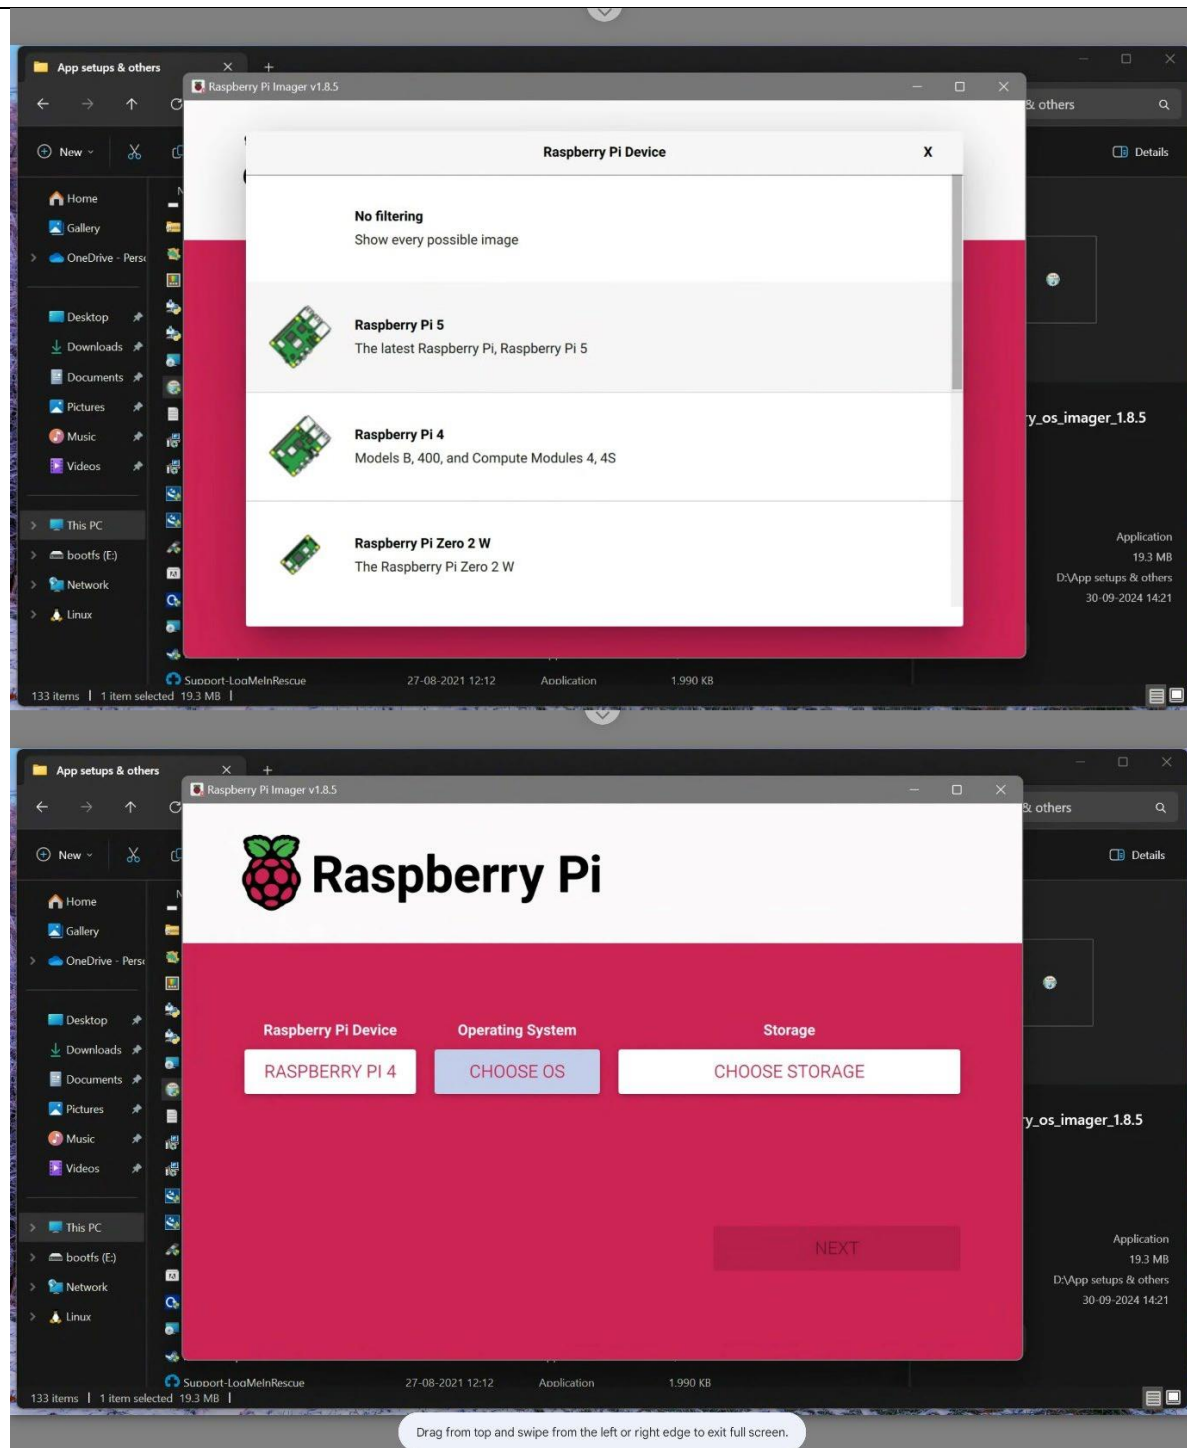 App setups & others
Raspberry Pi Imager v1.8.5
& others
New
Details
Raspberry Pi Device
X
Home
Gallery
OneDrive - Perso
Desktop
Downloads
Documents
Pictures
Music
Videos
This PC
bootfs (E:)
Network
Linux
No filtering
Show every possible image
Raspberry Pi 5
The latest Raspberry Pi, Raspberry Pi 5
Raspberry Pi 4
Models B, 400, and Compute Modules 4, 4S
Raspberry Pi Zero 2 W
The Raspberry Pi Zero 2 W
ry_os_imager_1.8.5
Application
19.3 MB
D:\App setups & others
30-09-2024 14:21
Support-LogMeInRescue 27-08-2021 12:12 Application 1.990 KB
133 items 1 item selected 19.3 MB
App setups & others
Raspberry Pi Imager v1.8.5
& others
New
Details
Raspberry Pi
Home
Gallery
OneDrive - Perso
Desktop
Downloads
Documents
Pictures
Music
Videos
This PC
bootfs (E:)
Network
Linux
Raspberry Pi Device Operating System Storage
RASPBERRY PI 4 CHOOSE OS CHOOSE STORAGE
NEXT
ry_os_imager_1.8.5
Application
19.3 MB
D:\App setups & others
30-09-2024 14:21
Support-LogMeInRescue 27-08-2021 12:12 Application 1.990 KB
133 items 1 item selected 19.3 MB
Drag from top and swipe from the left or right edge to exit full screen.